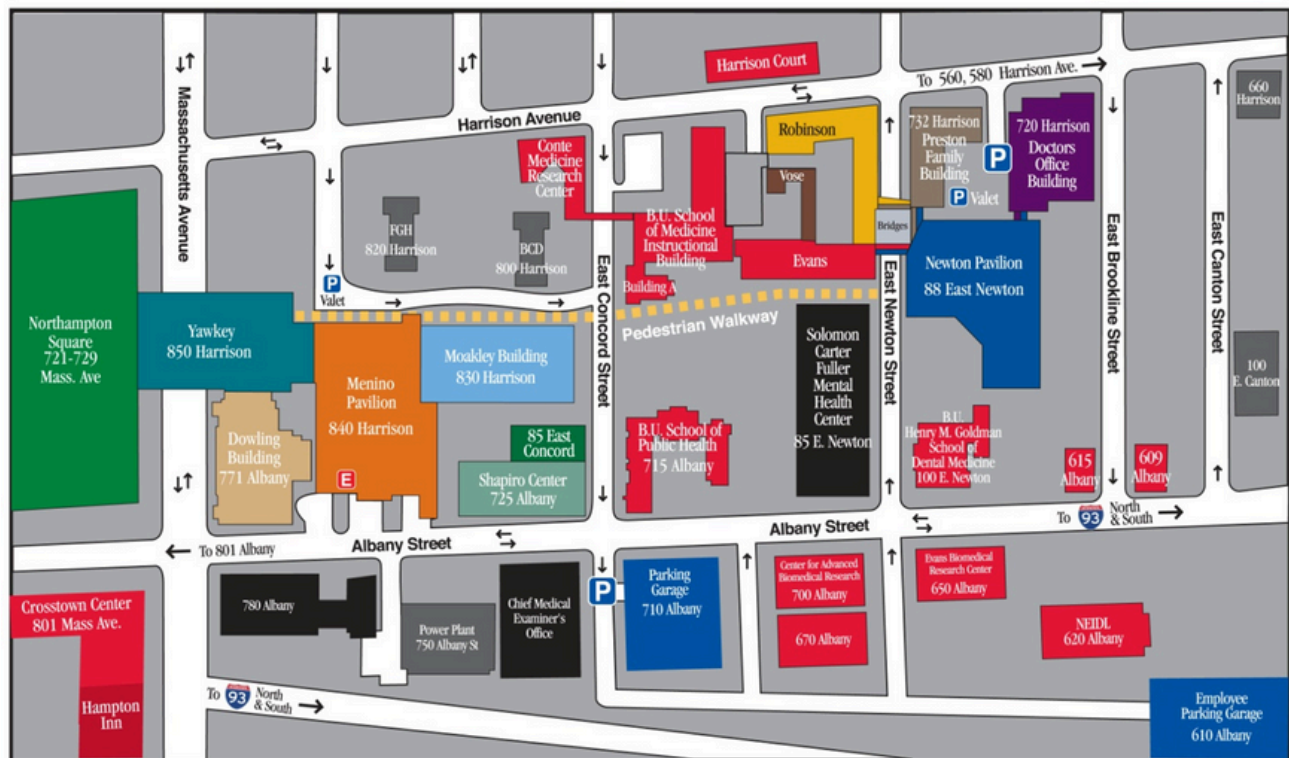 Harrison Court
To 560, 580 Harrison Ave.
660
Harrison
Massachusetts Avenue
Harrison Avenue
Conte
Medicine
Research
Center
Robinson
Vose
732 Harrison
Preston
Family
Building
P
P Valet
720 Harrison
Doctors
Office
Building
FGH
820 Harrison
BCD
800 Harrison
B.U. School
of Medicine
Instructional
Building
Building A
Evans
Bridges
Newton Pavilion
88 East Newton
East Concord Street
East Newton Street
East Brookline Street
East Canton Street
P
Valet
Pedestrian Walkway
Northampton
Square
721-729
Mass. Ave
Yawkey
850 Harrison
Menino
Pavilion
840 Harrison
E
Moakley Building
830 Harrison
Solomon
Carter
Fuller
Mental
Health
Center
85 E. Newton
100
E. Canton
Dowling
Building
771 Albany
85 East
Concord
Shapiro Center
725 Albany
B.U. School of
Public Health
715 Albany
B.U.
Henry M. Goldman
School of
Dental Medicine
100 E. Newton
615
Albany
609
Albany
To 801 Albany
Albany Street
Albany Street
To 93 North
& South
Crosstown Center
801 Mass Ave.
Hampton
Inn
780 Albany
Power Plant
750 Albany St
Chief Medical
Examiner's
Office
P
Parking
Garage
710 Albany
Center for Advanced
Biomedical Research
700 Albany
670 Albany
Evans Biomedical
Research Center
650 Albany
NEIDL
620 Albany
To 93 North
& South
Employee
Parking Garage
610 Albany